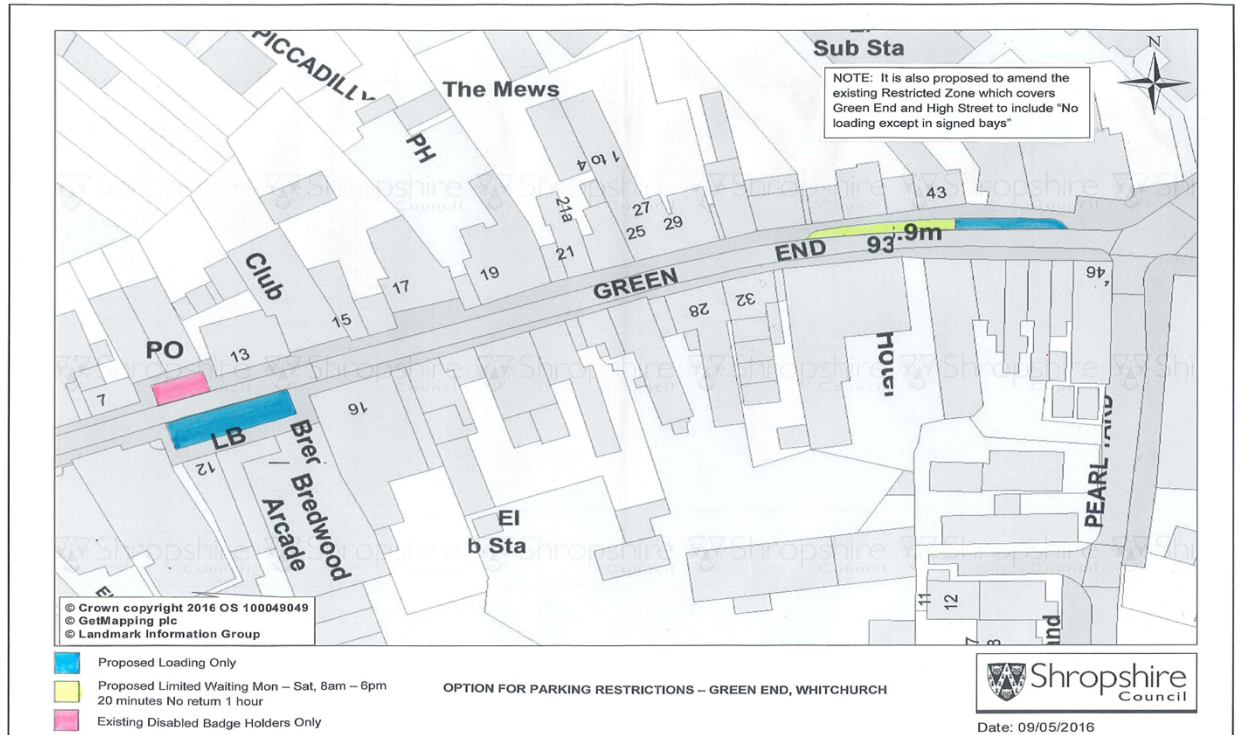 PICCADILLY
The Mews
Sub Sta
N
NOTE: It is also proposed to amend the
existing Restricted Zone which covers
Green End and High Street to include "No
loading except in signed bays"
PH
1 to 4
21a
27
29
25
21
43
93.9m
END
GREEN
Club
19
17
15
28
32
46
PO
13
7
16
LB
12
Bredwood
Arcade
El
b Sta
PEARL YARD
11
12
7
8
Shropshire
Council
© Crown copyright 2016 OS 100049049
© GetMapping plc
© Landmark Information Group
Proposed Loading Only
Proposed Limited Waiting Mon – Sat, 8am – 6pm
20 minutes No return 1 hour
Existing Disabled Badge Holders Only
OPTION FOR PARKING RESTRICTIONS – GREEN END, WHITCHURCH
Shropshire
Council
Date: 09/05/2016